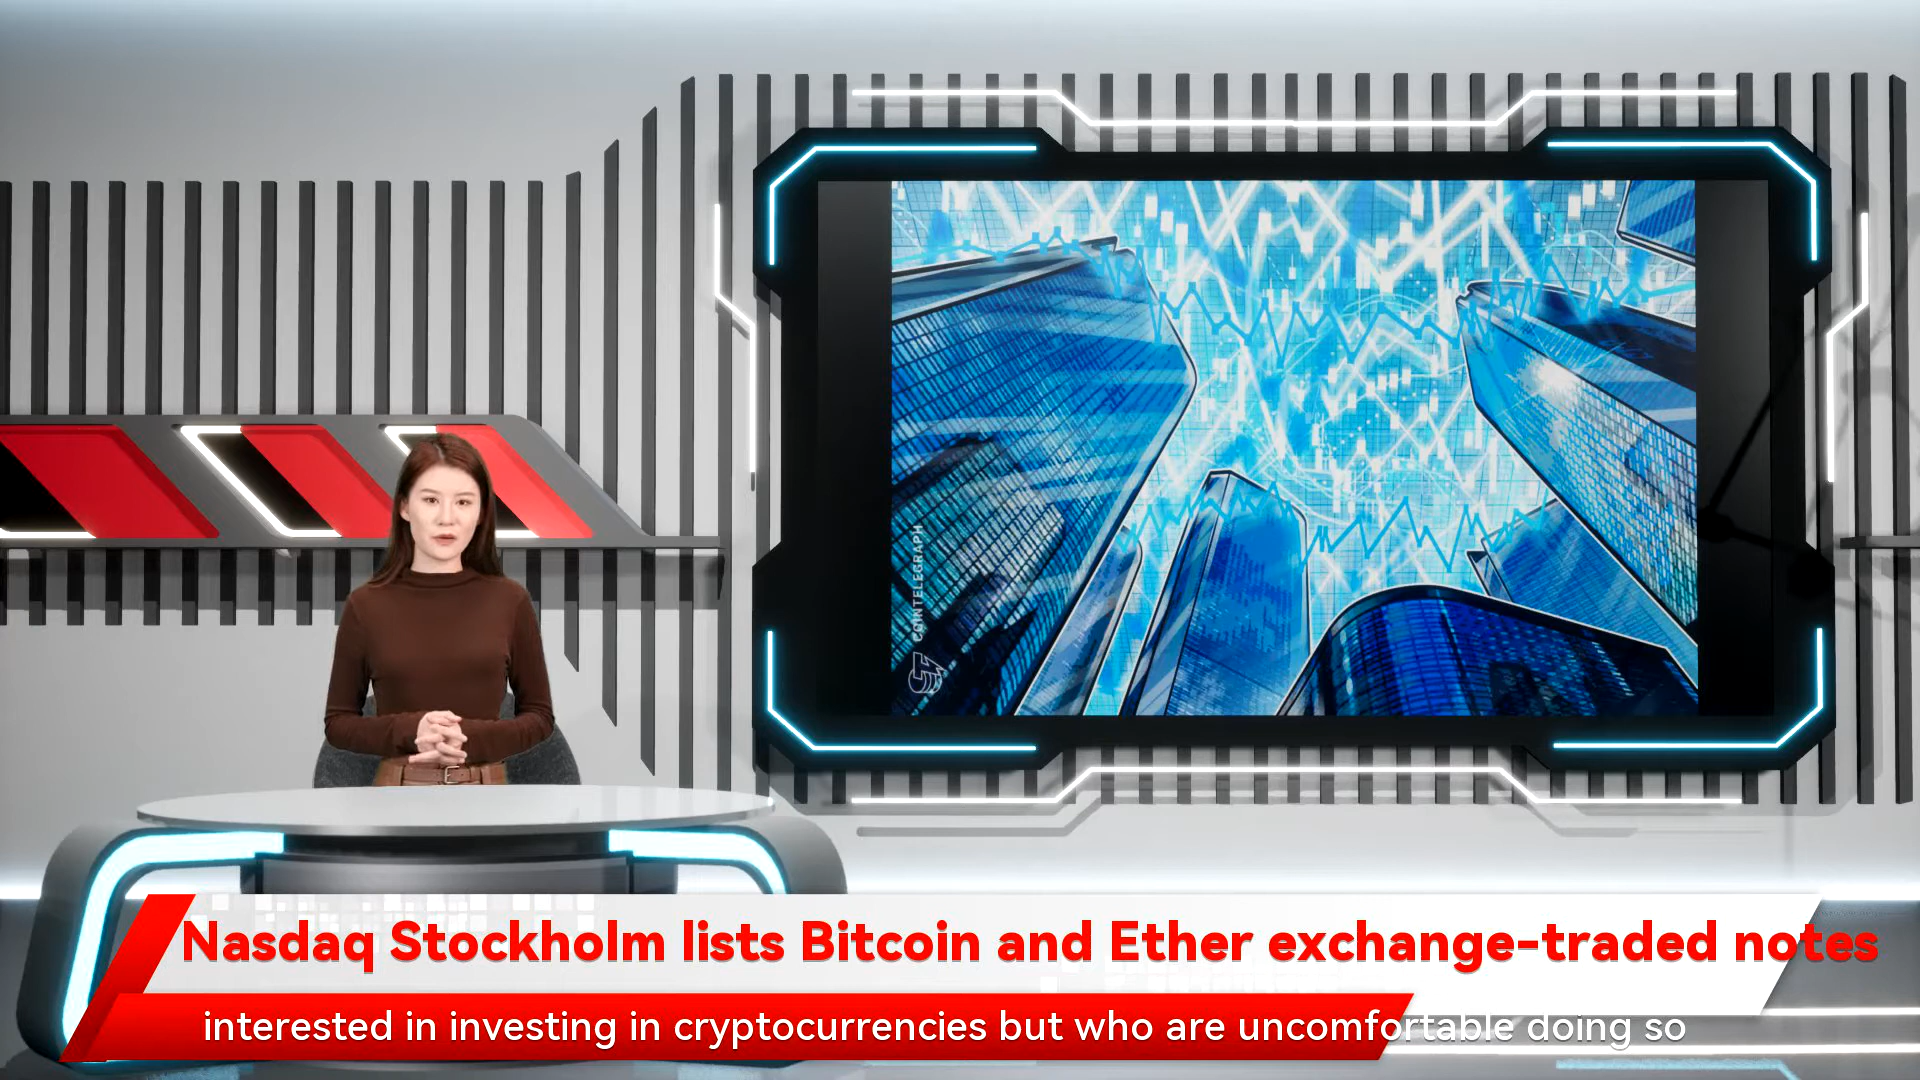 COINTELEGRAPH
Nasdaq Stockholm lists Bitcoin and Ether exchange-traded notes
interested in investing in cryptocurrencies but who are uncomfortable doing so